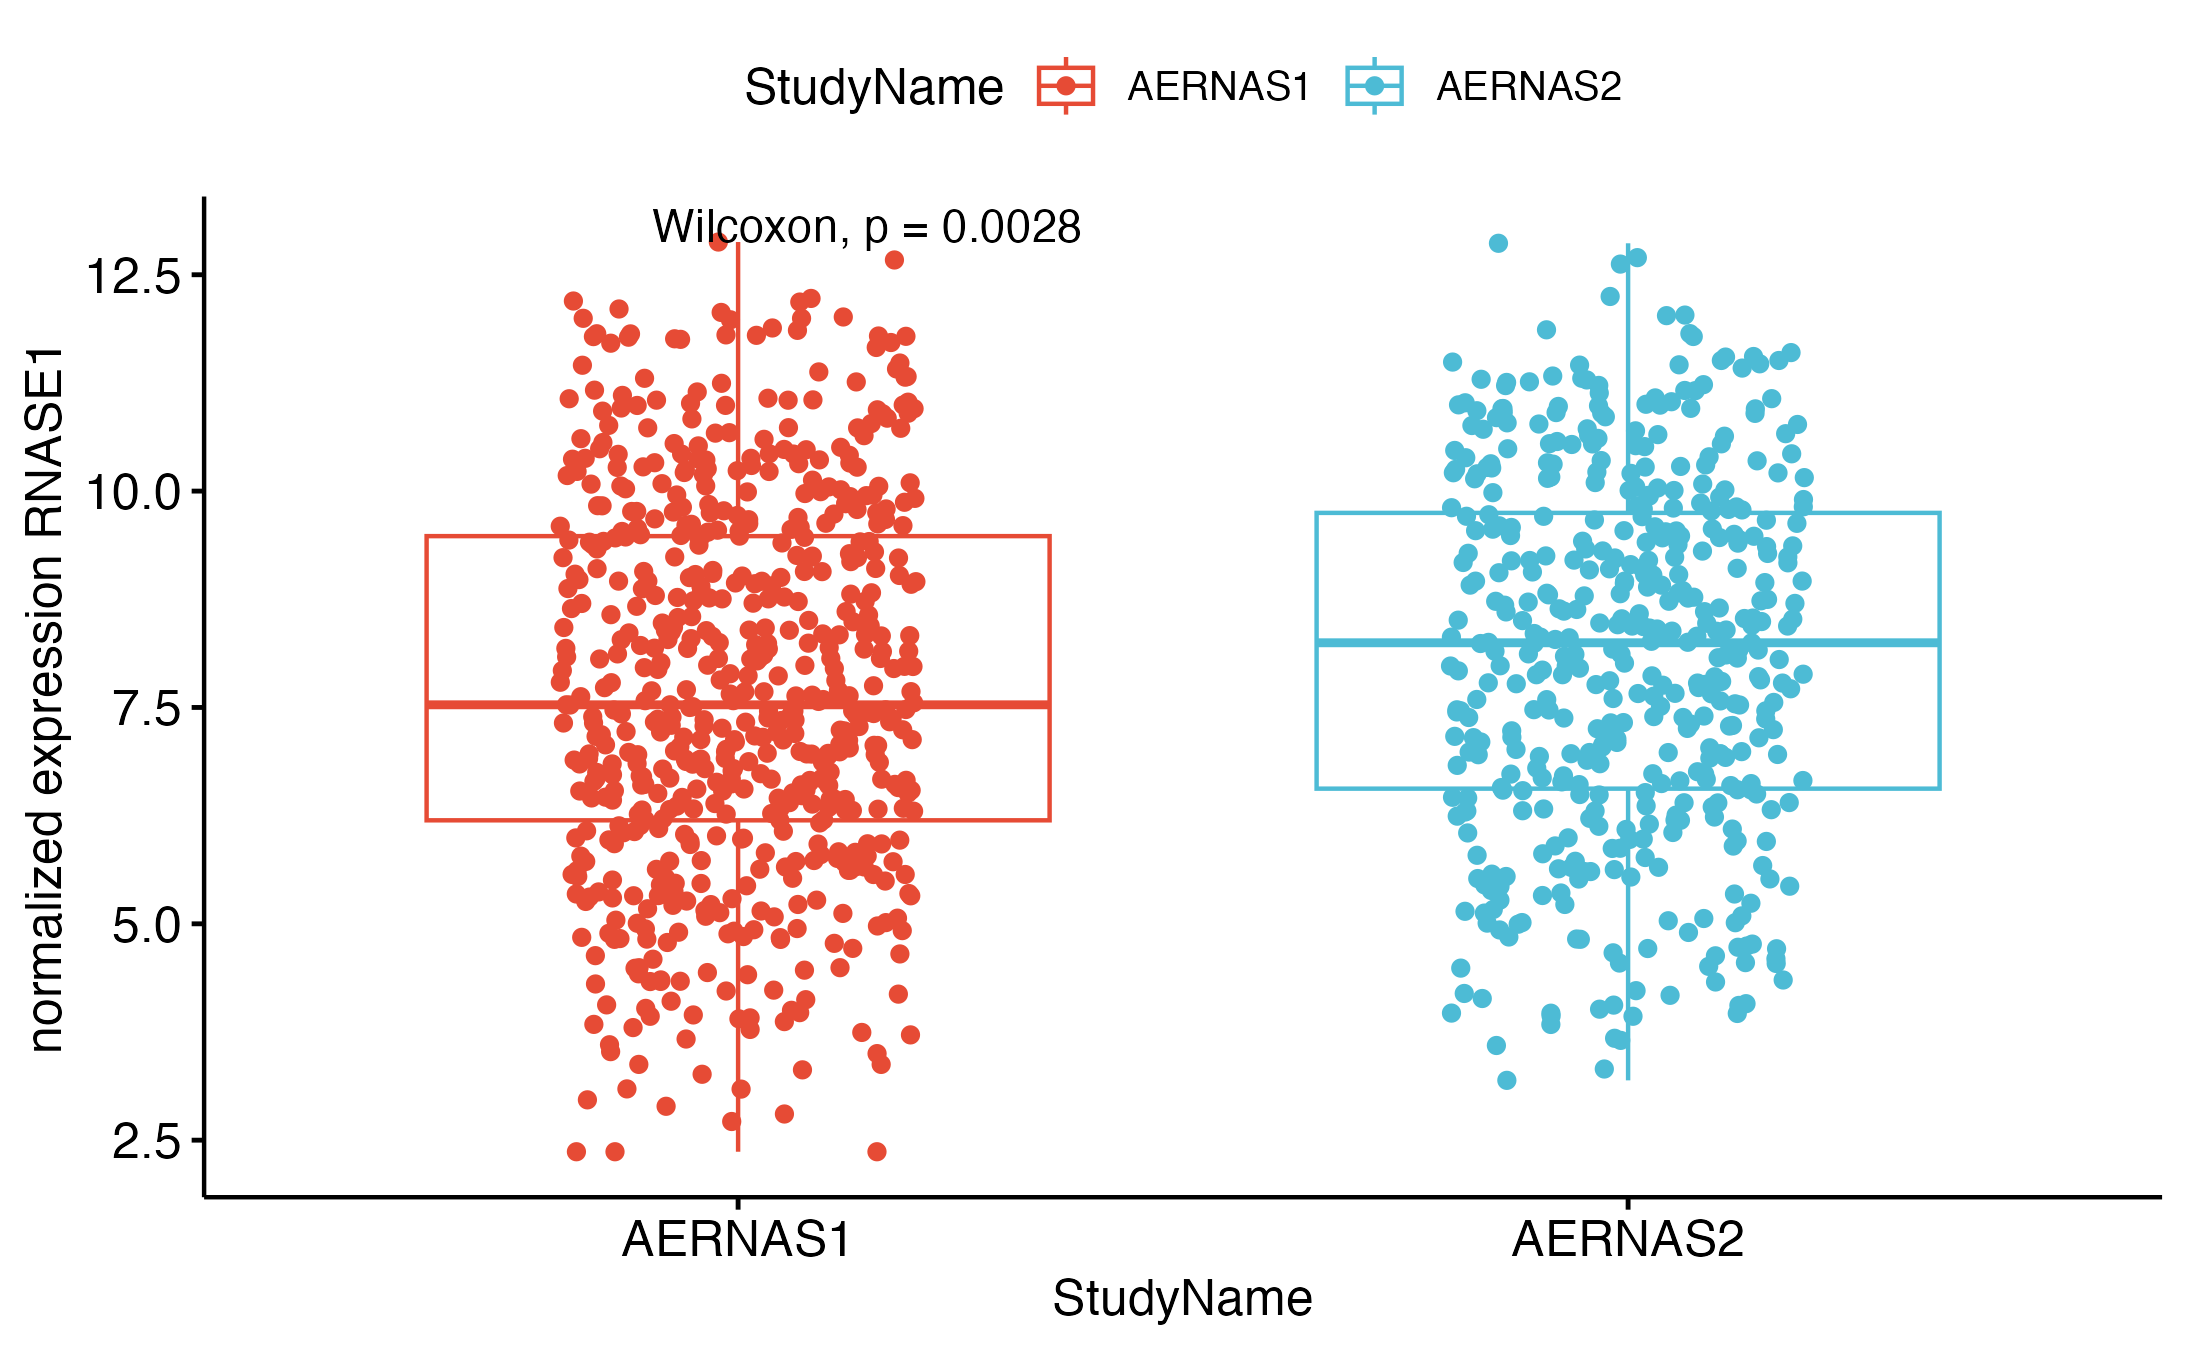 StudyName AERNAS1 AERNAS2
Wilcoxon, p = 0.0028
normalized expression RNASE1
12.5
10.0
7.5
5.0
2.5
AERNAS1 AERNAS2
StudyName